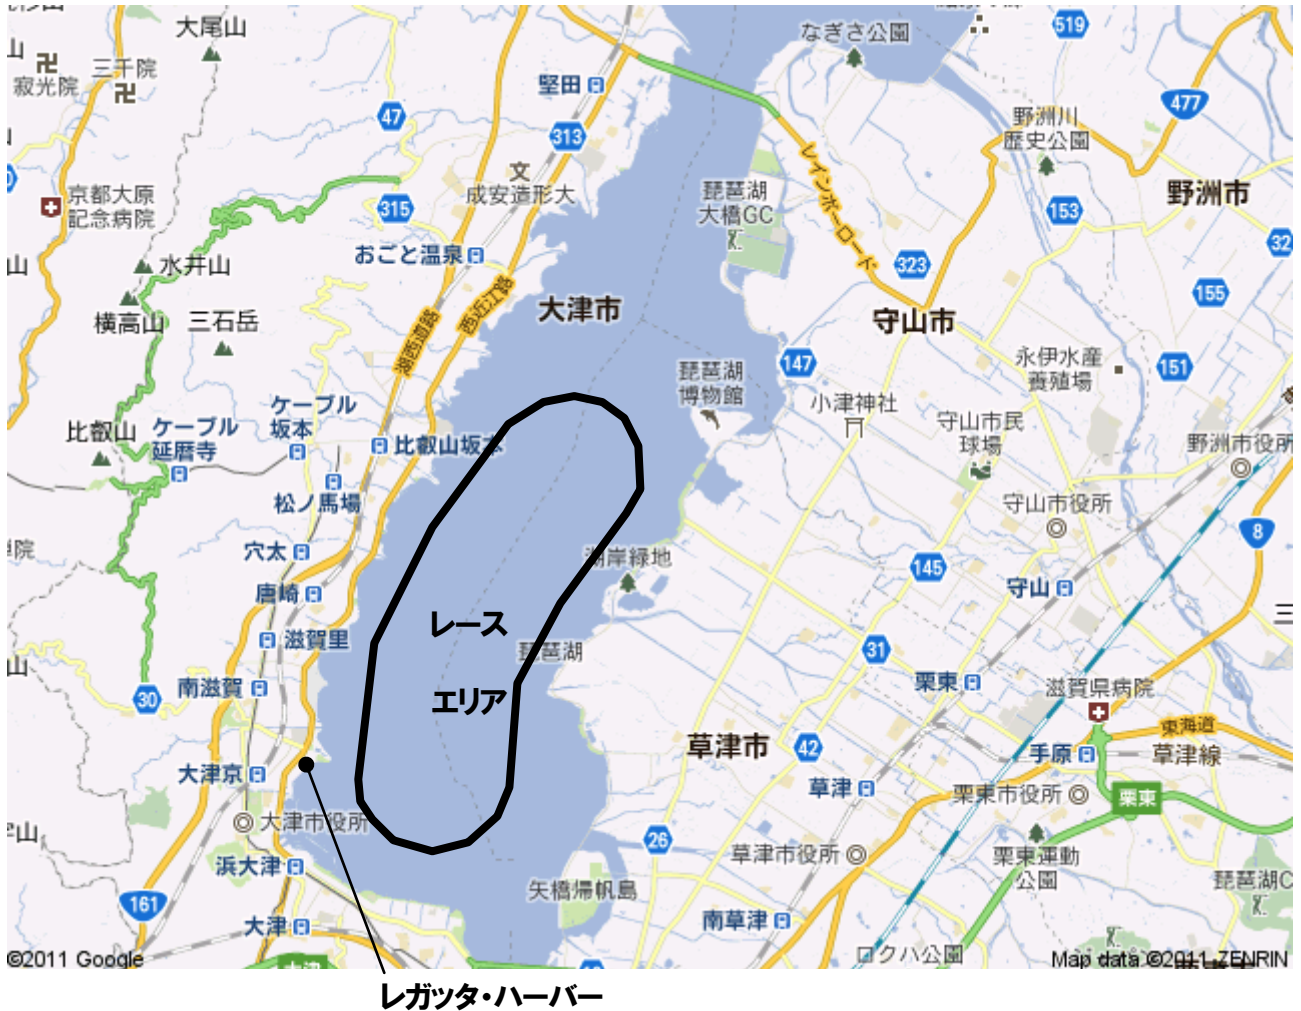 大尾山
なぎさ公園
519
三千院
寂光院
堅田
477
47
野洲川
歴史公園
313
文
成安造形大
京都大原
記念病院
315
琵琶湖
大橋GC
レインボーロード
153
野洲市
おごと温泉
水井山
323
32
155
西近江路
横高山
三石岳
大津市
守山市
湖西道路
147
永伊水産
養殖場
151
琵琶湖
博物館
小津神社
ケーブル
坂本
比叡山
ケーブル
延暦寺
比叡山坂本
守山市民
球場
野洲市役所
松ノ馬場
守山市役所
8
穴太
湖岸緑地
145
唐崎
守山
レース
滋賀里
琵琶湖
31
三
南滋賀
栗東
滋賀県病院
30
エリア
東海道
草津市
42
手原
草津線
大津京
草津
栗東市役所
栗東
大津市役所
26
草津市役所
栗東運動
公園
浜大津
矢橋帰帆島
琵琶湖C
161
大津
南草津
ロクハ公園
©2011 Google
大津
Map data ©2011 ZENRIN
レガッタ・ハーバー